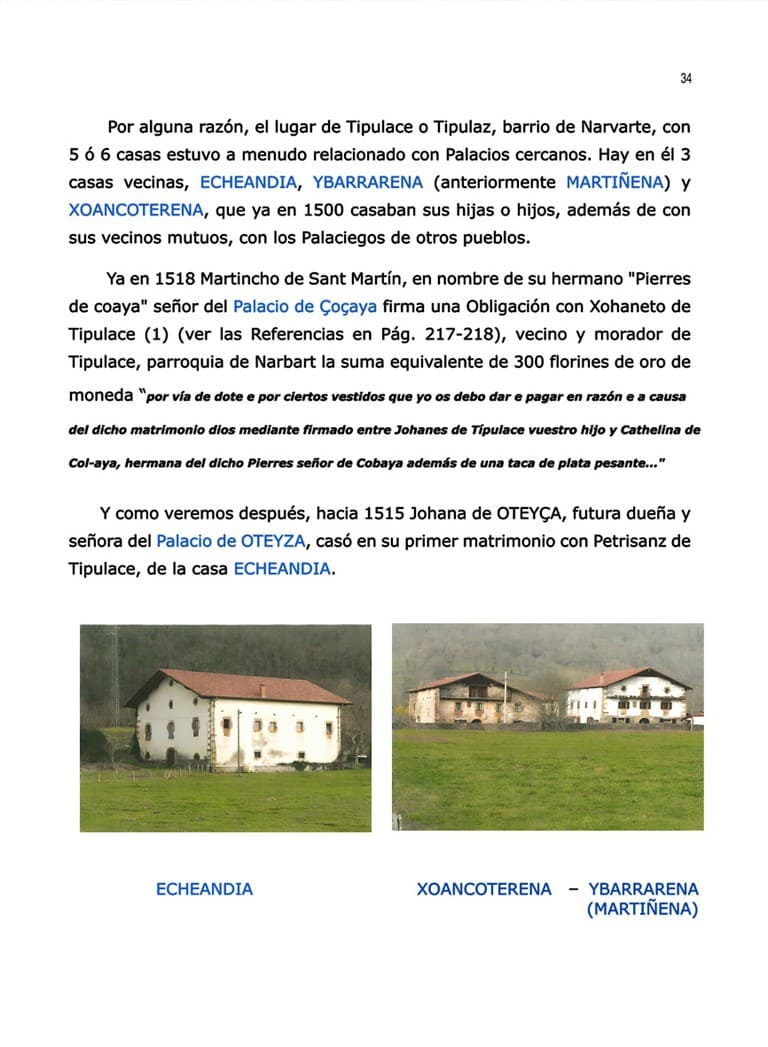 34
Por alguna razón, el lugar de Tipulace o Tipulaz, barrio de Narvarte, con
5 ó 6 casas estuvo a menudo relacionado con Palacios cercanos. Hay en él 3
casas vecinas, ECHEANDIA, YBARRARENA (anteriormente MARTIÑENA) y
XOANCOTERENA, que ya en 1500 casaban sus hijas o hijos, además de con
sus vecinos mutuos, con los Palaciegos de otros pueblos.
Ya en 1518 Martincho de Sant Martín, en nombre de su hermano "Pierres
de coaya" señor del Palacio de Çoçaya firma una Obligación con Xohaneto de
Tipulace (1) (ver las Referencias en Pág. 217-218), vecino y morador de
Tipulace, parroquia de Narbart la suma equivalente de 300 florines de oro de
moneda "por vía de dote e por ciertos vestidos que yo os debo dar e pagar en razón e a causa
del dicho matrimonio dios mediante firmado entre Johanes de Típulace vuestro hijo y Cathelina de
Col-aya, hermana del dicho Pierres señor de Cobaya además de una taca de plata pesante..."
Y como veremos después, hacia 1515 Johana de OTEYÇA, futura dueña y
señora del Palacio de OTEYZA, casó en su primer matrimonio con Petrisanz de
Tipulace, de la casa ECHEANDIA.
ECHEANDIA
XOANCOTERENA – YBARRARENA
(MARTIÑENA)